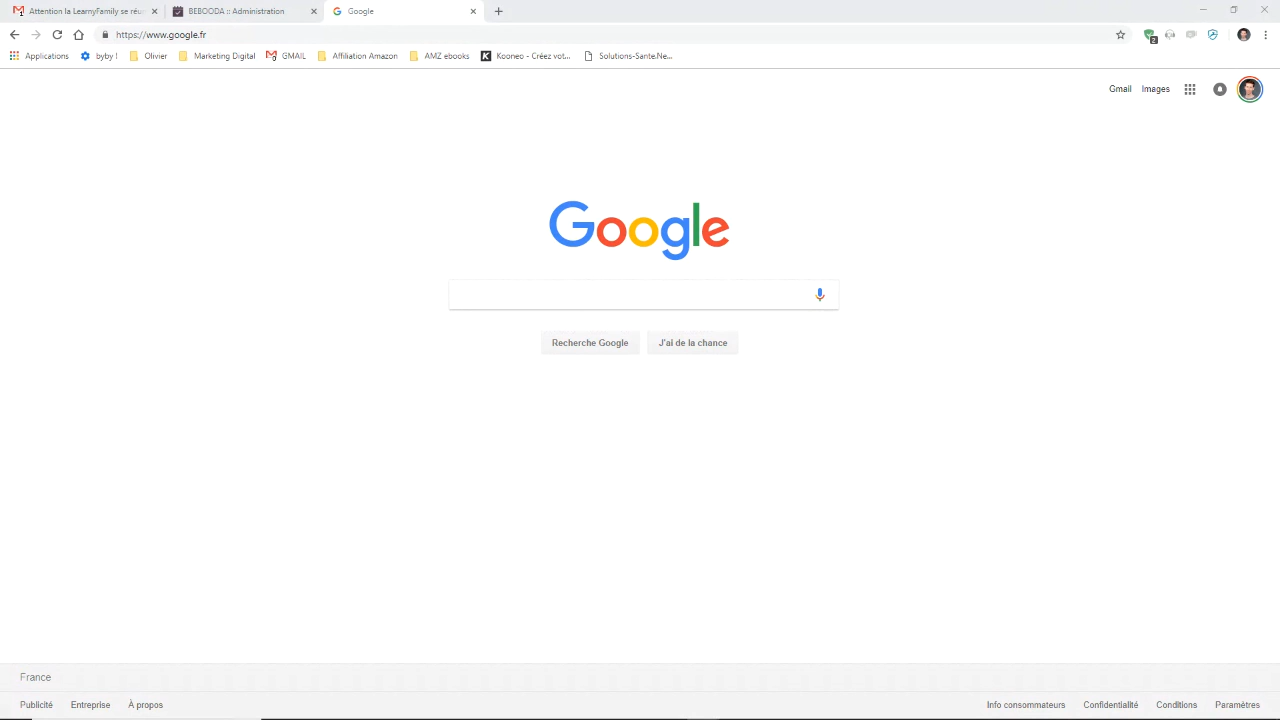 Attention la LearnyFamily se réu
BEBOODA :: Administration
Google
https://www.google.fr
Applications
byby !
Olivier
Marketing Digital
GMAIL
Affiliation Amazon
AMZ ebooks
Kooneo - Créez vot...
Solutions-Sante.Ne...
Gmail
Images
Google
Recherche Google
J'ai de la chance
France
Publicité
Entreprise
À propos
Info consommateurs
Confidentialité
Conditions
Paramètres